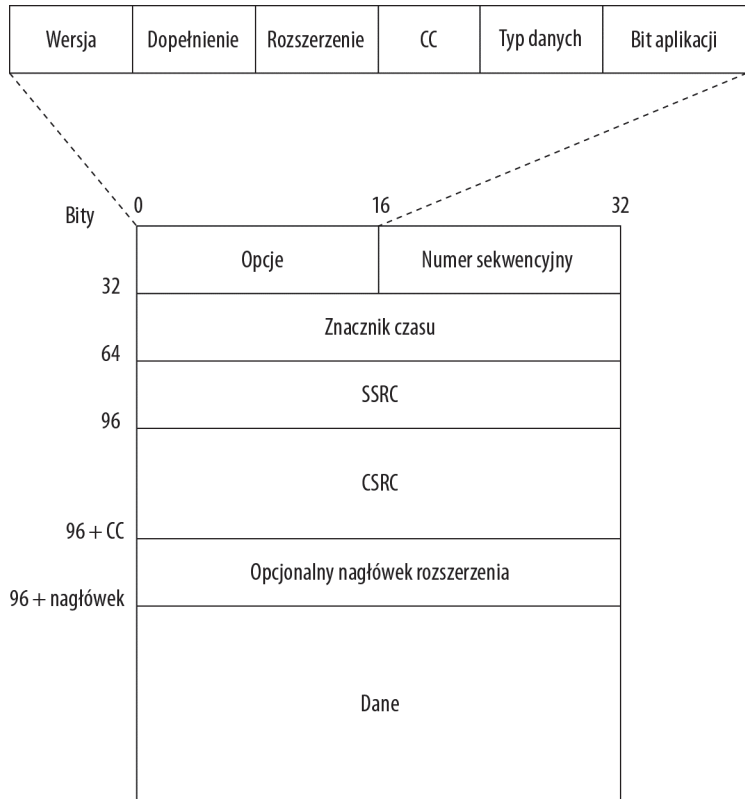 Wersja Dopełnienie Rozszerzenie CC Typ danych Bit aplikacji
Bity 0 16 32
Opcje Numer sekwencyjny
32
Znacznik czasu
64
SSRC
96
CSRC
96 + CC
Opcjonalny nagłówek rozszerzenia
96 + nagłówek
Dane